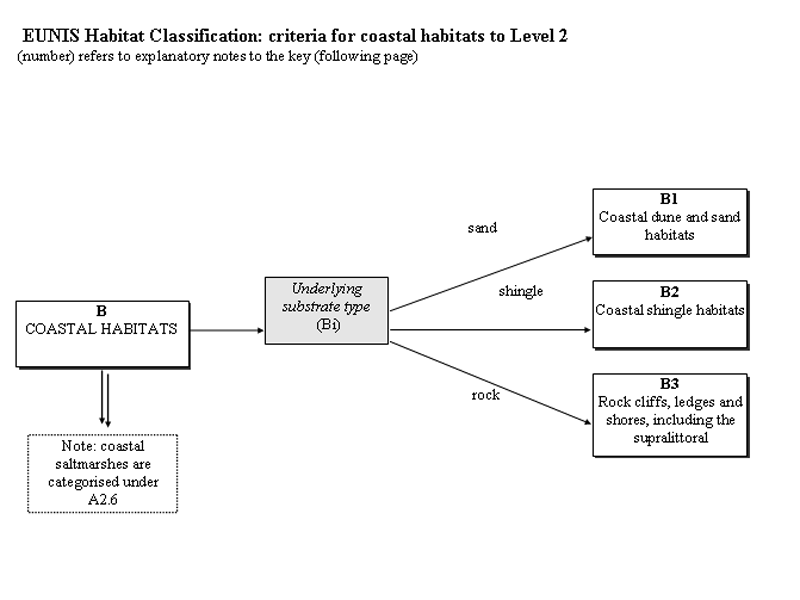 EUNIS Habitat Classification: criteria for coastal habitats to Level 2
(number) refers to explanatory notes to the key (following page)
B1
Coastal dune and sand
habitats
sand
Underlying
substrate type
(Bi)
shingle
B2
Coastal shingle habitats
B
COASTAL HABITATS
rock
B3
Rock cliffs, ledges and
shores, including the
supralittoral
Note: coastal
saltmarshes are
categorised under
A2.6